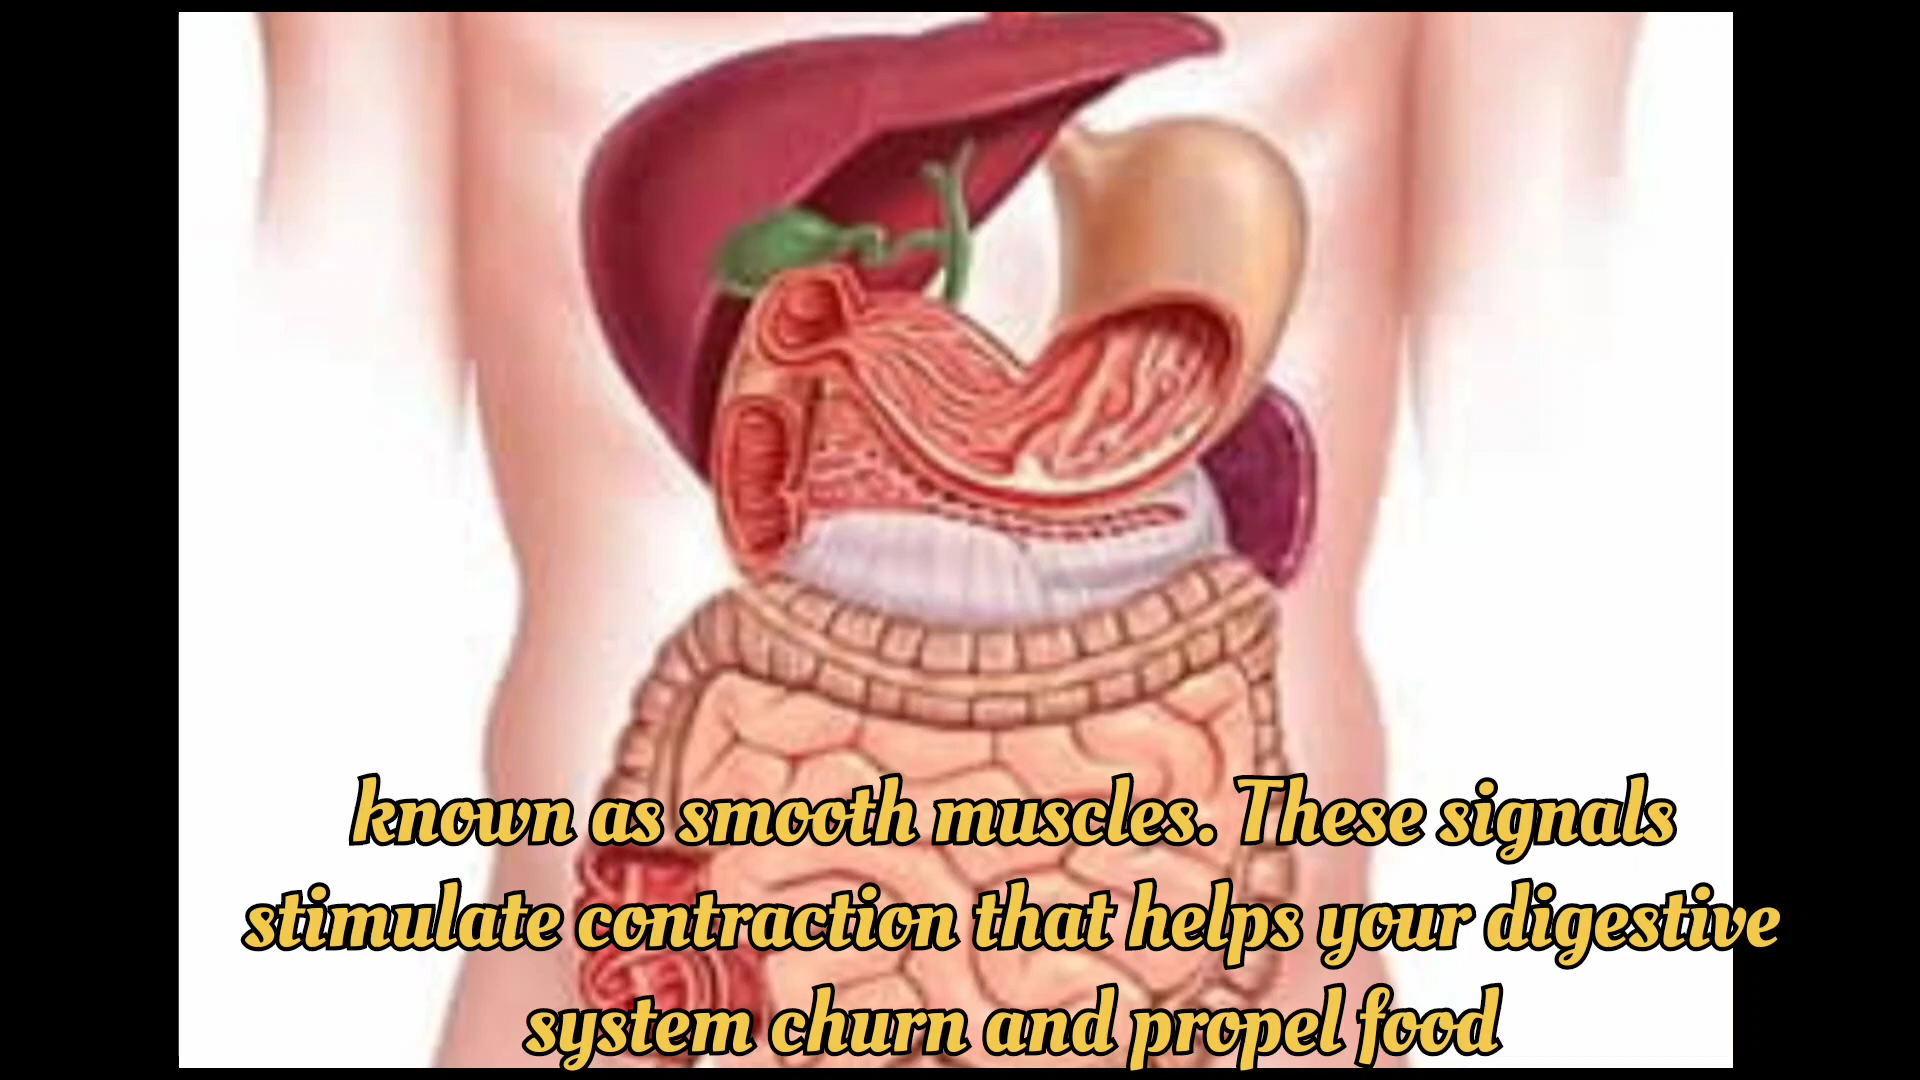 known as smooth muscles. These signals
stimulate contraction that helps your digestive
system churn and propel food